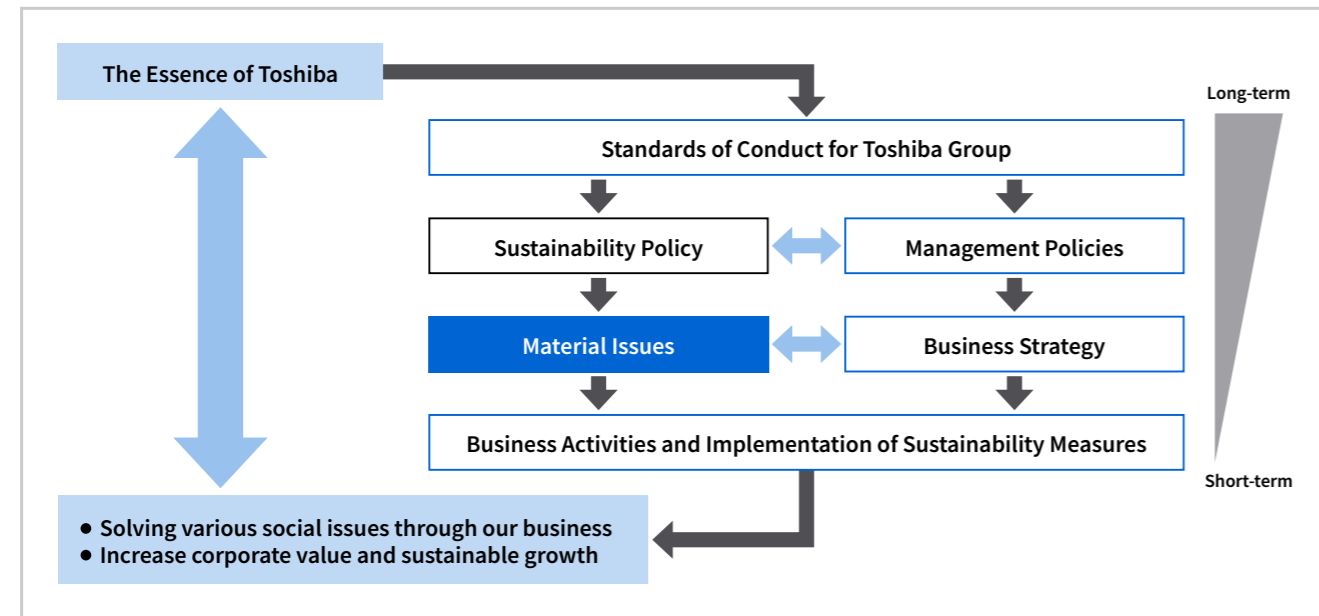 The Essence of Toshiba
Long-term
Standards of Conduct for Toshiba Group
Sustainability Policy
Management Policies
Material Issues
Business Strategy
Business Activities and Implementation of Sustainability Measures
Short-term
● Solving various social issues through our business
● Increase corporate value and sustainable growth